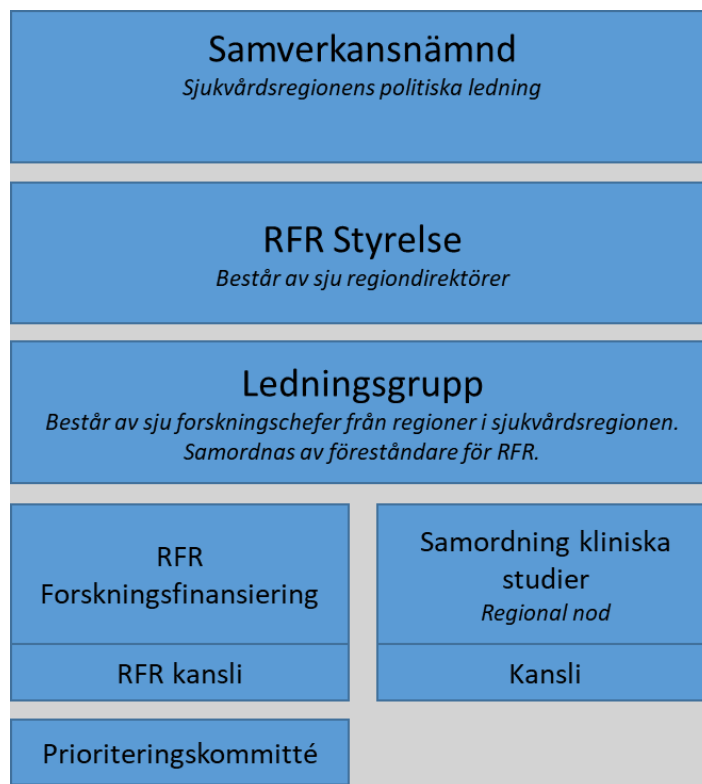 Samverkansnämnd
Sjukvårdsregionens politiska ledning
RFR Styrelse
Består av sju regiondirektörer
Ledningsgrupp
Består av sju forskningschefer från regioner i sjukvårdsregionen.
Samordnas av föreståndare för RFR.
RFR
Forskningsfinansiering
RFR kansli
Samordning kliniska
studier
Regional nod
Kansli
Prioriteringskommitté